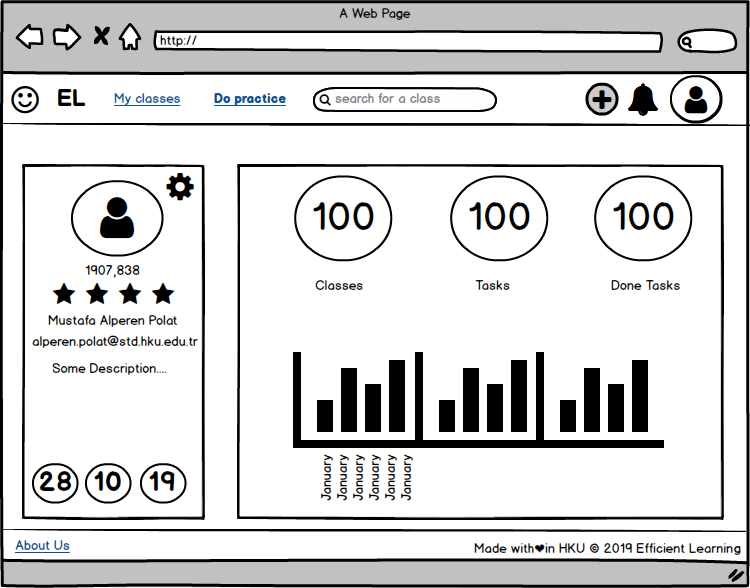 A Web Page
http://
EL My classes Do practice search for a class
1907,838
Mustafa Alperen Polat
alperen.polat@std.hku.edu.tr
Some Description....
28 10 19
100 100 100
Classes Tasks Done Tasks
January
January
January
January
January
January
About Us
Made with❤in HKU © 2019 Efficient Learning